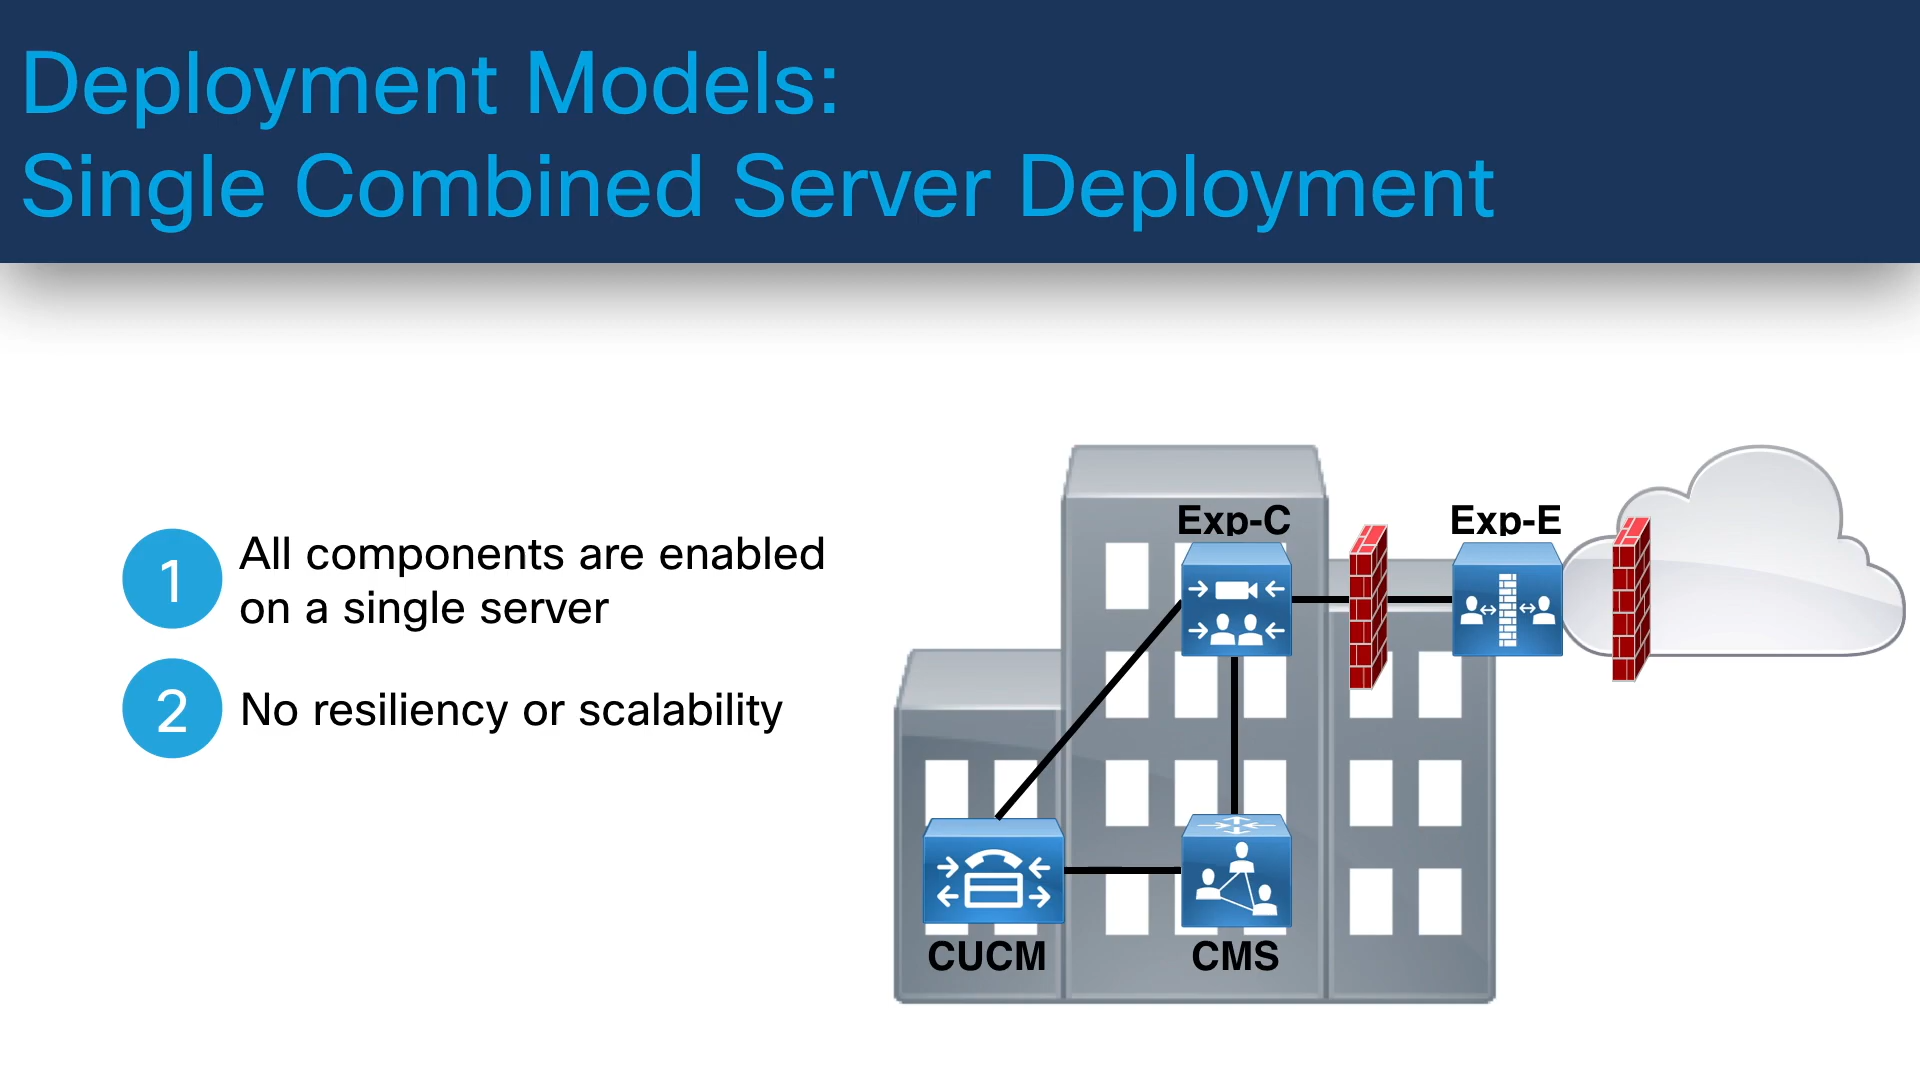 Deployment Models:
Single Combined Server Deployment
1 All components are enabled
on a single server
2 No resiliency or scalability
Exp-C
Exp-E
CUCM
CMS